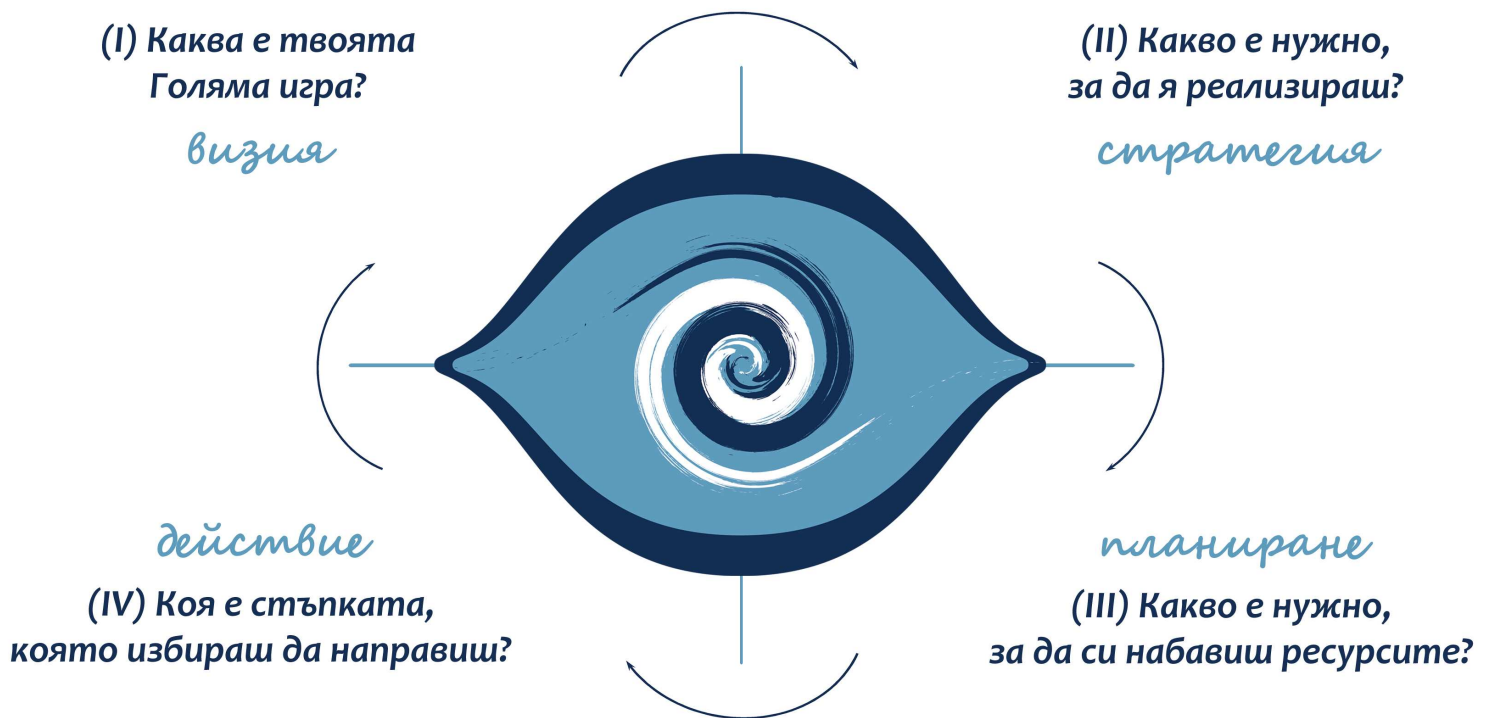 (I) Каква е твоята
Голяма игра?
визия
(II) Какво е нужно,
за да я реализираш?
стратегия
действие
(IV) Коя е стъпката,
която избираш да направиш?
планиране
(III) Какво е нужно,
за да си набавиш ресурсите?